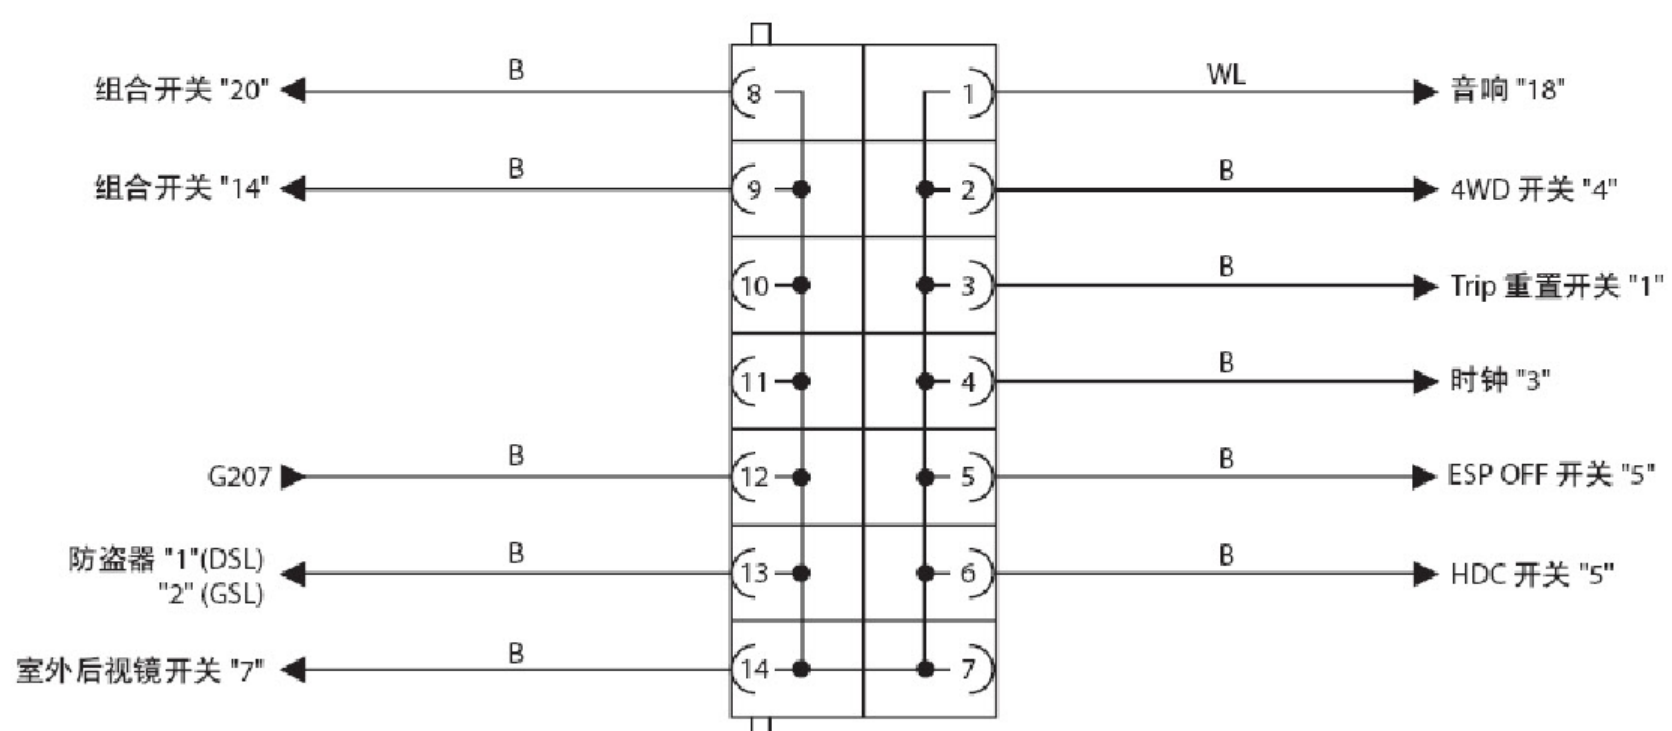 B
WL
组合开关 "20"
8
1
音响 "18"
B
B
组合开关 "14"
9
2
4WD 开关 "4"
B
10
3
Trip 重置开关 "1"
B
11
4
时钟 "3"
B
B
G207
12
5
ESP OFF 开关 "5"
B
B
防盗器 "1"(DSL)
"2" (GSL)
13
6
HDC 开关 "5"
B
室外后视镜开关 "7"
14
7